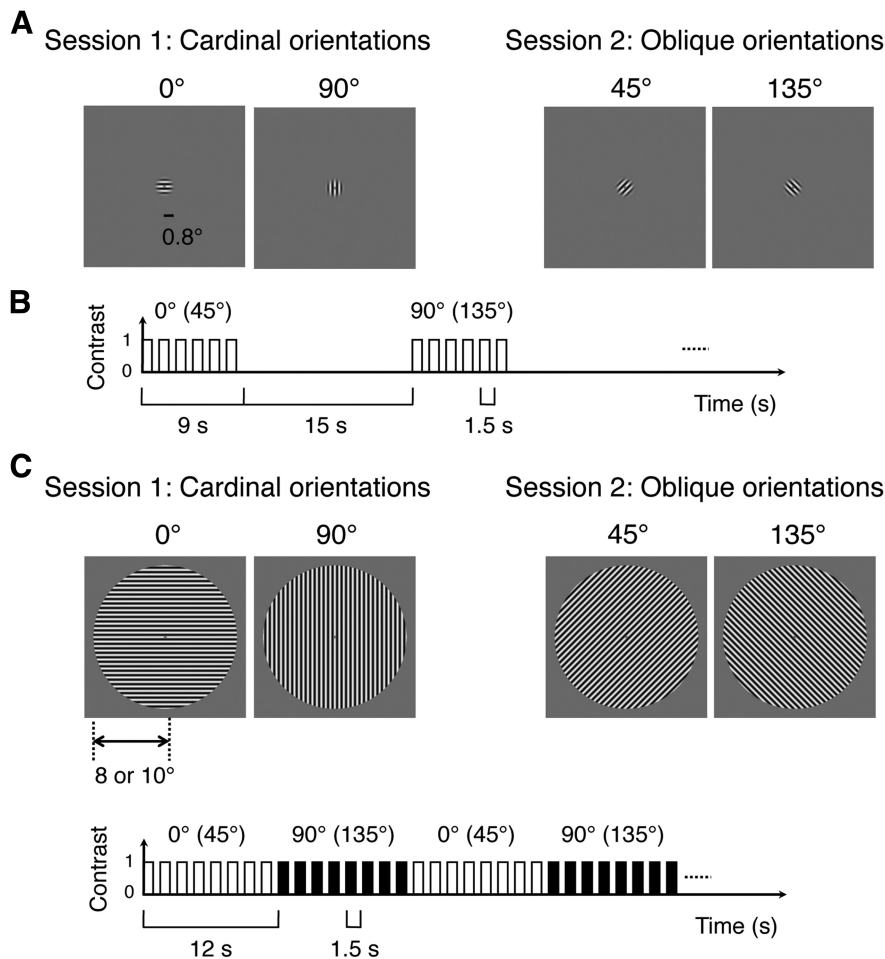 A
Session 1: Cardinal orientations
Session 2: Oblique orientations
0° 90° 45° 135°
0.8°
B
0° (45°) 90° (135°)
Contrast
1
0
Time (s)
9 s 15 s 1.5 s
C
Session 1: Cardinal orientations
Session 2: Oblique orientations
0° 90° 45° 135°
8 or 10°
0° (45°) 90° (135°) 0° (45°) 90° (135°)
Contrast
1
0
Time (s)
12 s 1.5 s